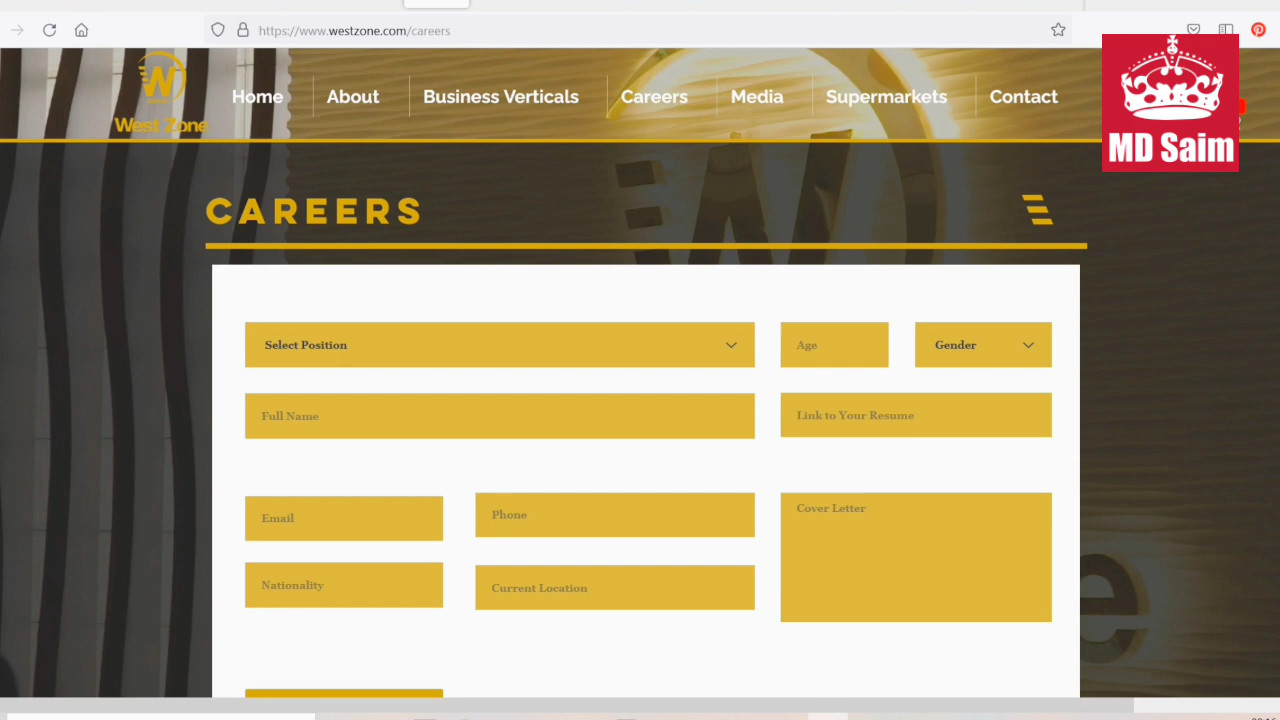 https://www.westzone.com/careers
West Zone
Home
About
Business Verticals
Careers
Media
Supermarkets
Contact
MD Saim
CAREERS
Select Position
Age
Gender
Full Name
Link to Your Resume
Email
Phone
Cover Letter
Nationality
Current Location